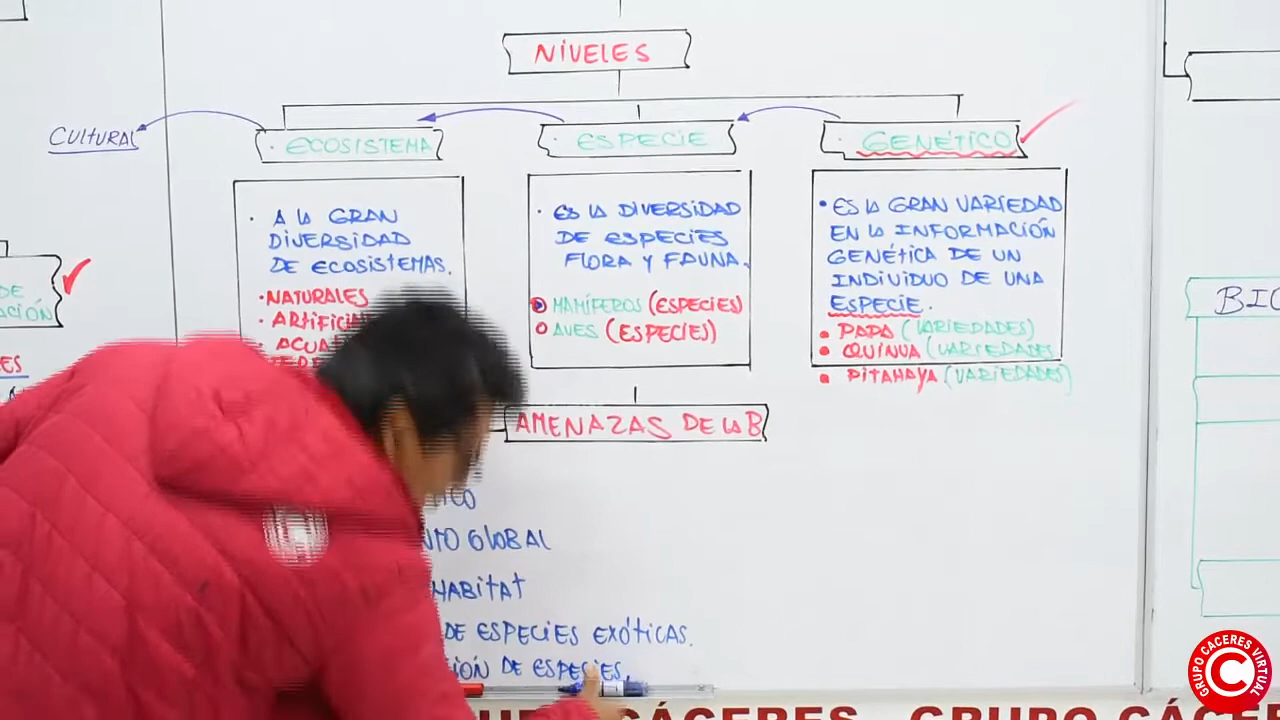 NIVELES
CULTURAL
· ECOSISTEMA
· ESPECIE
· GENÉTICO
· A LA GRAN
DIVERSIDAD
DE ECOSISTEMAS.
· NATURALES
· ES LA DIVERSIDAD
DE ESPECIES
FLORA Y FAUNA.
MAMÍFEROS (ESPECIES)
AVES (ESPECIES)
• ES LA GRAN VARIEDAD
EN LA INFORMACIÓN
GENÉTICA DE UN
INDIVIDUO DE UNA
ESPECIE.
• PAPA (VARIEDADES)
• QUINUA (VARIEDADES
• PITAHAYA (VARIEDADES)
DE
AMENAZAS DE LA B
GLOBAL
HABITAT
DE ESPECIES EXÓTICAS.
DE ESPECIES.
CÁCERES GRUPO
GRUPO CACERES VIRTUAL
C